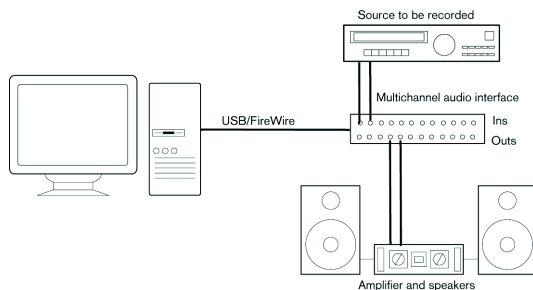 Source to be recorded
Multichannel audio interface
USB/FireWire
Ins
Outs
Amplifier and speakers